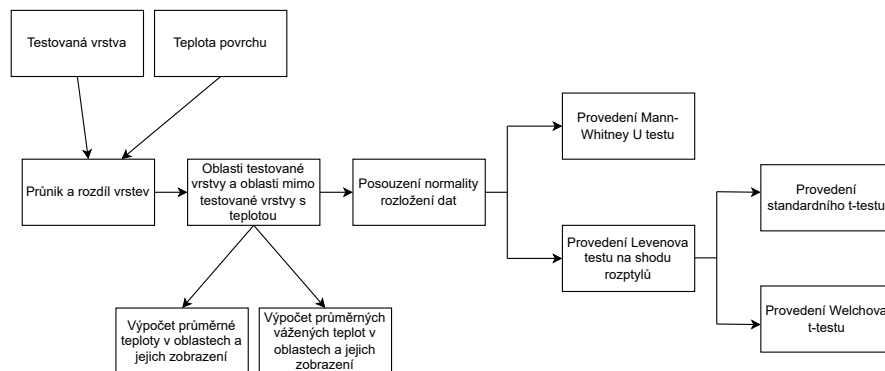 Testovaná vrstva
Teplota povrchu
Průnik a rozdíl vrstev
Oblasti testované
vrstvy a oblasti mimo
testované vrstvy s
teplotou
Posouzení normality
rozložení dat
Provedení Mann-
Whitney U testu
Provedení Levenova
testu na shodu
rozptylů
Provedení
standardního t-testu
Provedení Welchova
t-testu
Výpočet průměrné
teploty v oblastech a
jejich zobrazení
Výpočet průměrných
vážených teplot v
oblastech a jejich
zobrazení